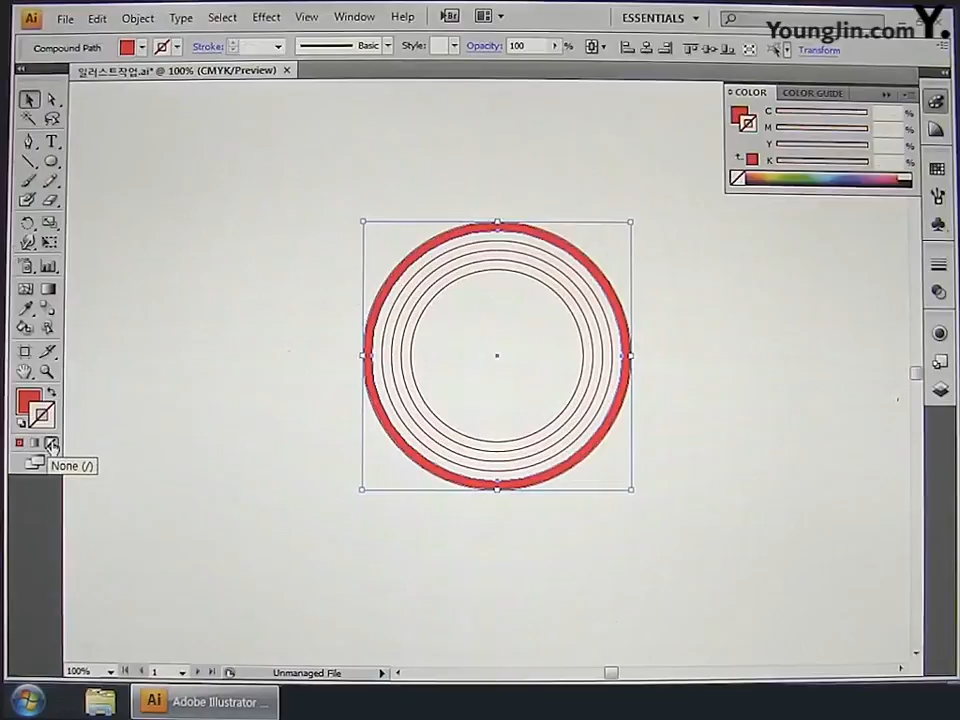 Ai File Edit Object Type Select Effect View Window Help Br ESSENTIALS
YoungJin.com Y.
Compound Path Stroke: Basic Style: Opacity: 100 % Transform
일러스트작업.ai* @ 100% (CMYK/Preview) ×
COLOR COLOR GUIDE
C %
M %
Y %
K %
None (/)
100% 1 Unmanaged File
Ai Adobe Illustrator ...